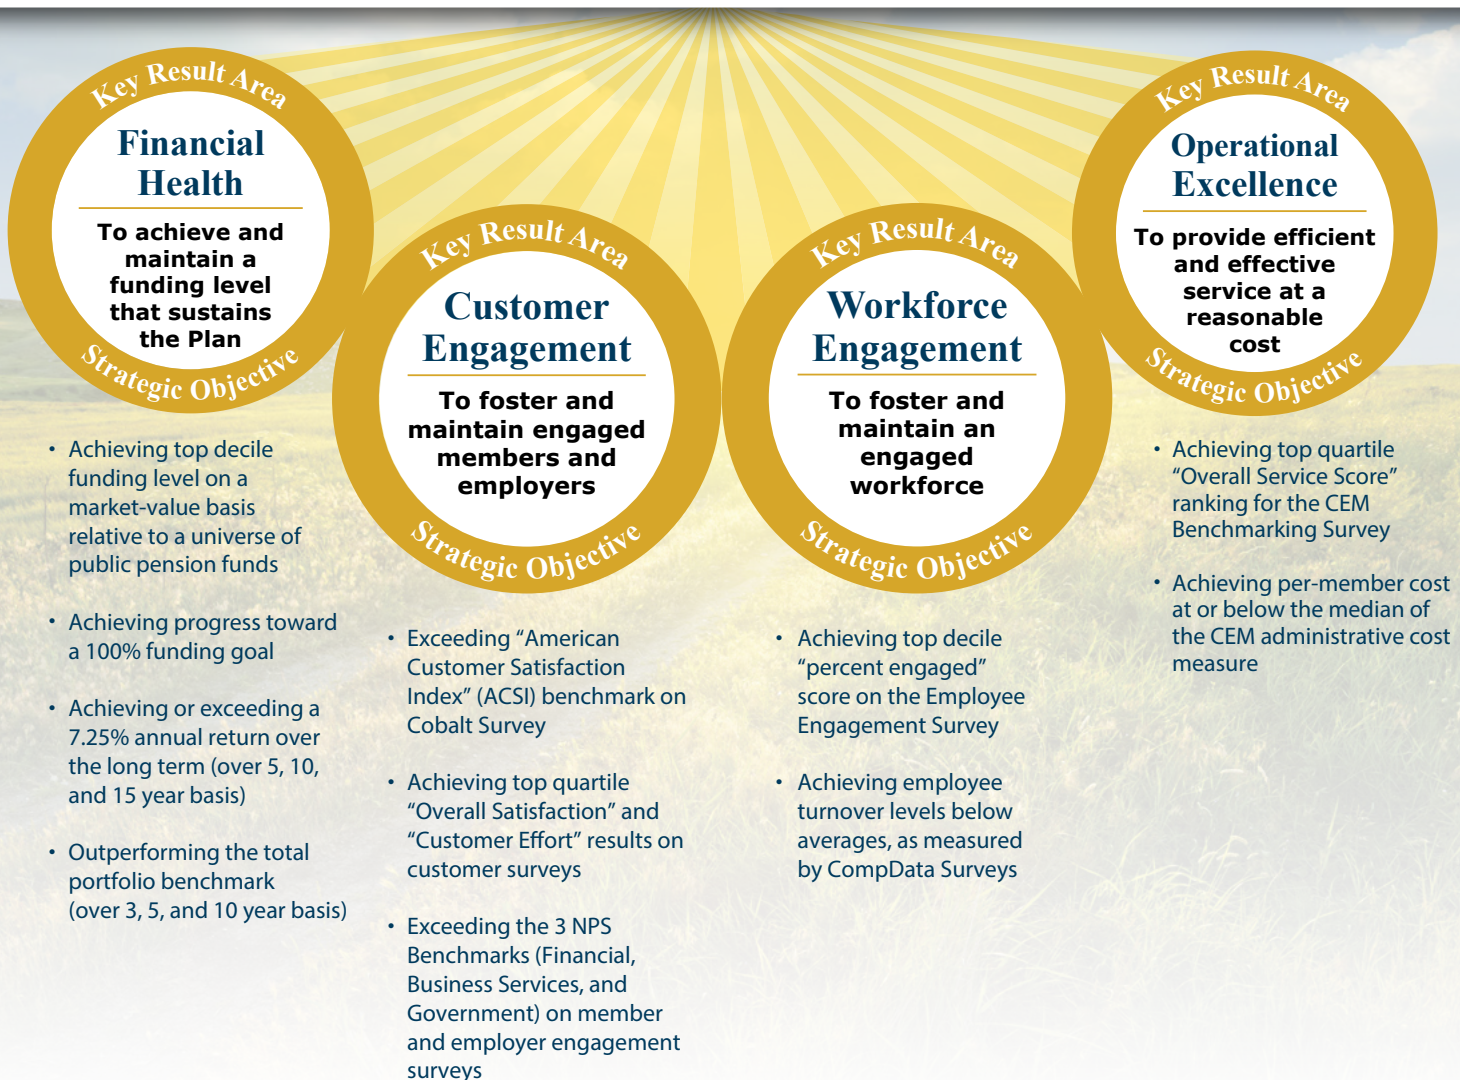 Key Result Area
Financial
Health
To achieve and
maintain a
funding level
that sustains
the Plan
Strategic Objective
• Achieving top decile
funding level on a
market-value basis
relative to a universe of
public pension funds
• Achieving progress toward
a 100% funding goal
• Achieving or exceeding a
7.25% annual return over
the long term (over 5, 10,
and 15 year basis)
• Outperforming the total
portfolio benchmark
(over 3, 5, and 10 year basis)
Key Result Area
Customer
Engagement
To foster and
maintain engaged
members and
employers
Strategic Objective
• Exceeding “American
Customer Satisfaction
Index” (ACSI) benchmark on
Cobalt Survey
• Achieving top quartile
“Overall Satisfaction” and
“Customer Effort” results on
customer surveys
• Exceeding the 3 NPS
Benchmarks (Financial,
Business Services, and
Government) on member
and employer engagement
surveys
Key Result Area
Workforce
Engagement
To foster and
maintain an
engaged
workforce
Strategic Objective
• Achieving top decile
“percent engaged”
score on the Employee
Engagement Survey
• Achieving employee
turnover levels below
averages, as measured
by CompData Surveys
Key Result Area
Operational
Excellence
To provide efficient
and effective
service at a
reasonable
cost
Strategic Objective
• Achieving top quartile
“Overall Service Score”
ranking for the CEM
Benchmarking Survey
• Achieving per-member cost
at or below the median of
the CEM administrative cost
measure